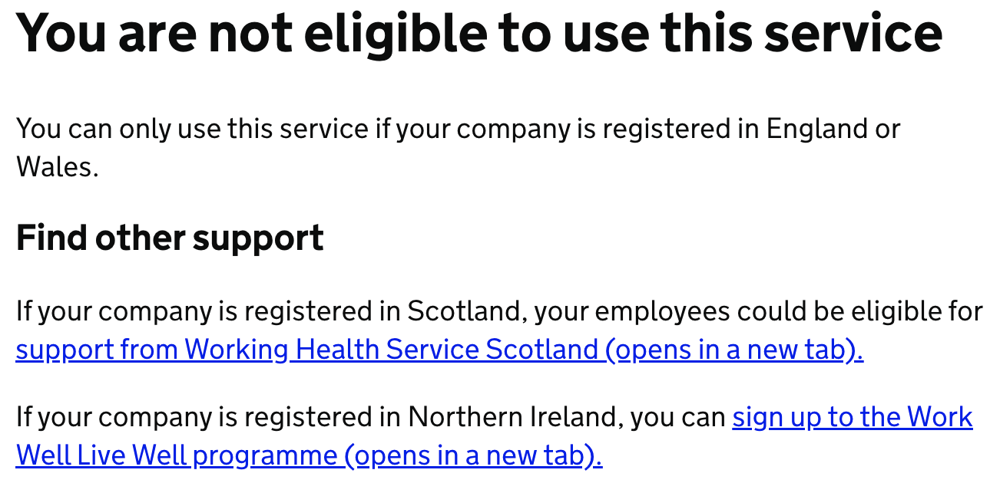 You are not eligible to use this service
You can only use this service if your company is registered in England or
Wales.
Find other support
If your company is registered in Scotland, your employees could be eligible for
support from Working Health Service Scotland (opens in a new tab).
If your company is registered in Northern Ireland, you can sign up to the Work
Well Live Well programme (opens in a new tab).